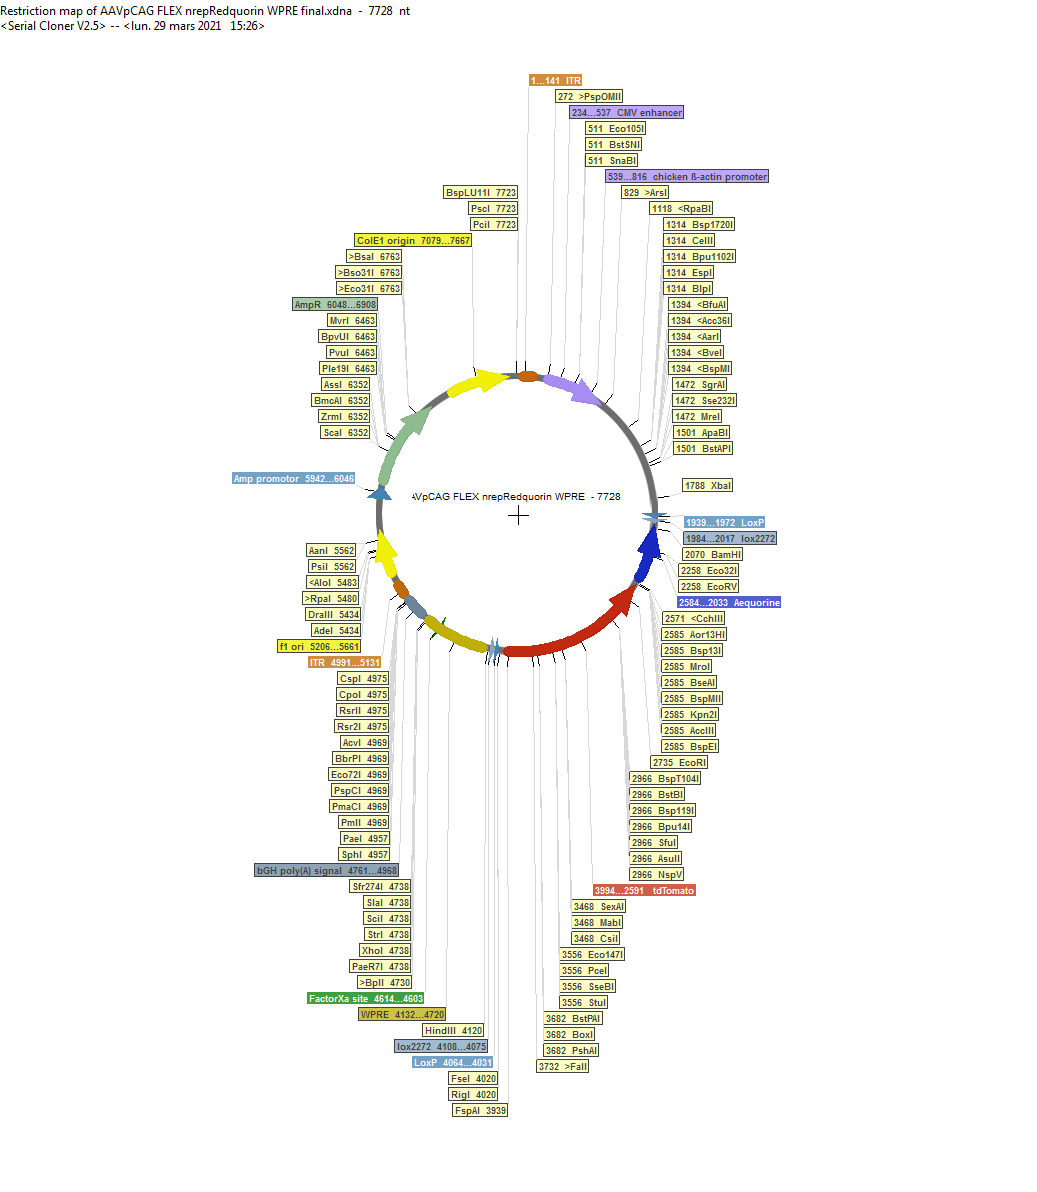 Restriction map of AAVpCAG FLEX nrepRedquorin WPRE final.xdna - 7728 nt
<Serial Cloner V2.5> -- <lun. 29 mars 2021 15:26>
1...141 ITR
272 >PspOMII
234...537 CMV enhancer
511 Eco105I
511 BstSNI
511 SnaBI
539...816 chicken ß-actin promoter
829 >ArsI
1118 <RpaBI
1314 Bsp1720I
1314 CelII
1314 Bpu1102I
1314 EspI
1314 BlpI
1394 <BfuAI
1394 <Acc36I
1394 <AarI
1394 <BveI
1394 <BspMI
1472 SgrAI
1472 Sse232I
1472 MreI
1501 ApaBI
1501 BstAPI
1788 XbaI
1939...1972 LoxP
1984...2017 lox2272
2070 BamHI
2258 Eco32I
2258 EcoRV
2584...2033 Aequorine
2571 <CchIII
2585 Aor13HI
2585 Bsp13I
2585 MroI
2585 BseAI
2585 BspMII
2585 Kpn2I
2585 AccIII
2585 BspEI
2735 EcoRI
2966 BspT104I
2966 BstBI
2966 Bsp119I
2966 Bpu14I
2966 SfuI
2966 AsuII
2966 NspV
3994...2591 tdTomato
3468 SexAI
3468 MabI
3468 CsiI
3556 Eco147I
3556 PceI
3556 SseBI
3556 StuI
3682 BstPAI
3682 BoxI
3682 PshAI
3732 >FalI
BspLU11I 7723
PscI 7723
PciI 7723
ColE1 origin 7079...7667
>BsaI 6763
>Bso31I 6763
>Eco31I 6763
AmpR 6048...6908
MvrI 6463
BpvUI 6463
PvuI 6463
Ple19I 6463
AssI 6352
BmcAI 6352
ZrmI 6352
ScaI 6352
Amp promotor 5942...6046
VpCAG FLEX nrepRedquorin WPRE - 7728
AanI 5562
PsiI 5562
<AloI 5483
>RpaI 5480
DraIII 5434
AdeI 5434
f1 ori 5206...5661
ITR 4991...5131
CspI 4975
CpoI 4975
RsrII 4975
Rsr2I 4975
AcvI 4969
BbrPI 4969
Eco72I 4969
PspCI 4969
PmaCI 4969
PmlI 4969
PaeI 4957
SphI 4957
bGH poly(A) signal 4761...4968
Sfr274I 4738
SlaI 4738
SciI 4738
StrI 4738
XhoI 4738
PaeR7I 4738
>BplI 4730
FactorXa site 4614...4603
WPRE 4132...4720
HindIII 4120
lox2272 4108...4075
LoxP 4064...4031
FseI 4020
RigI 4020
FspAI 3939